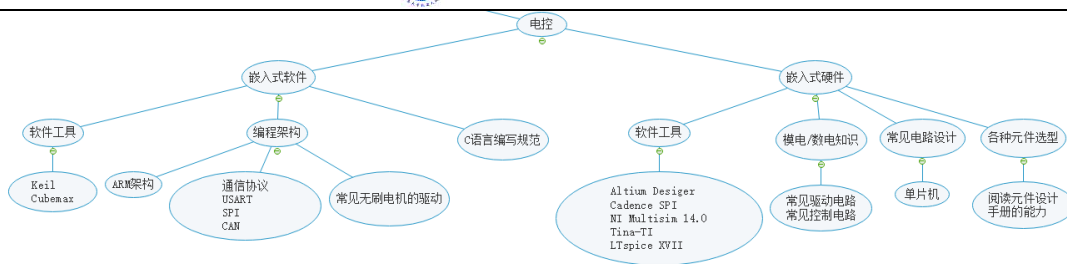 电控
嵌入式软件
嵌入式硬件
软件工具
编程架构
C语言编写规范
软件工具
模电/数电知识
常见电路设计
各种元件选型
Keil
Cubemax
ARM架构
通信协议
USART
SPI
CAN
常见无刷电机的驱动
Altium Desiger
Cadence SPI
NI Multisim 14.0
Tina-TI
LTspice XVII
常见驱动电路
常见控制电路
单片机
阅读元件设计
手册的能力